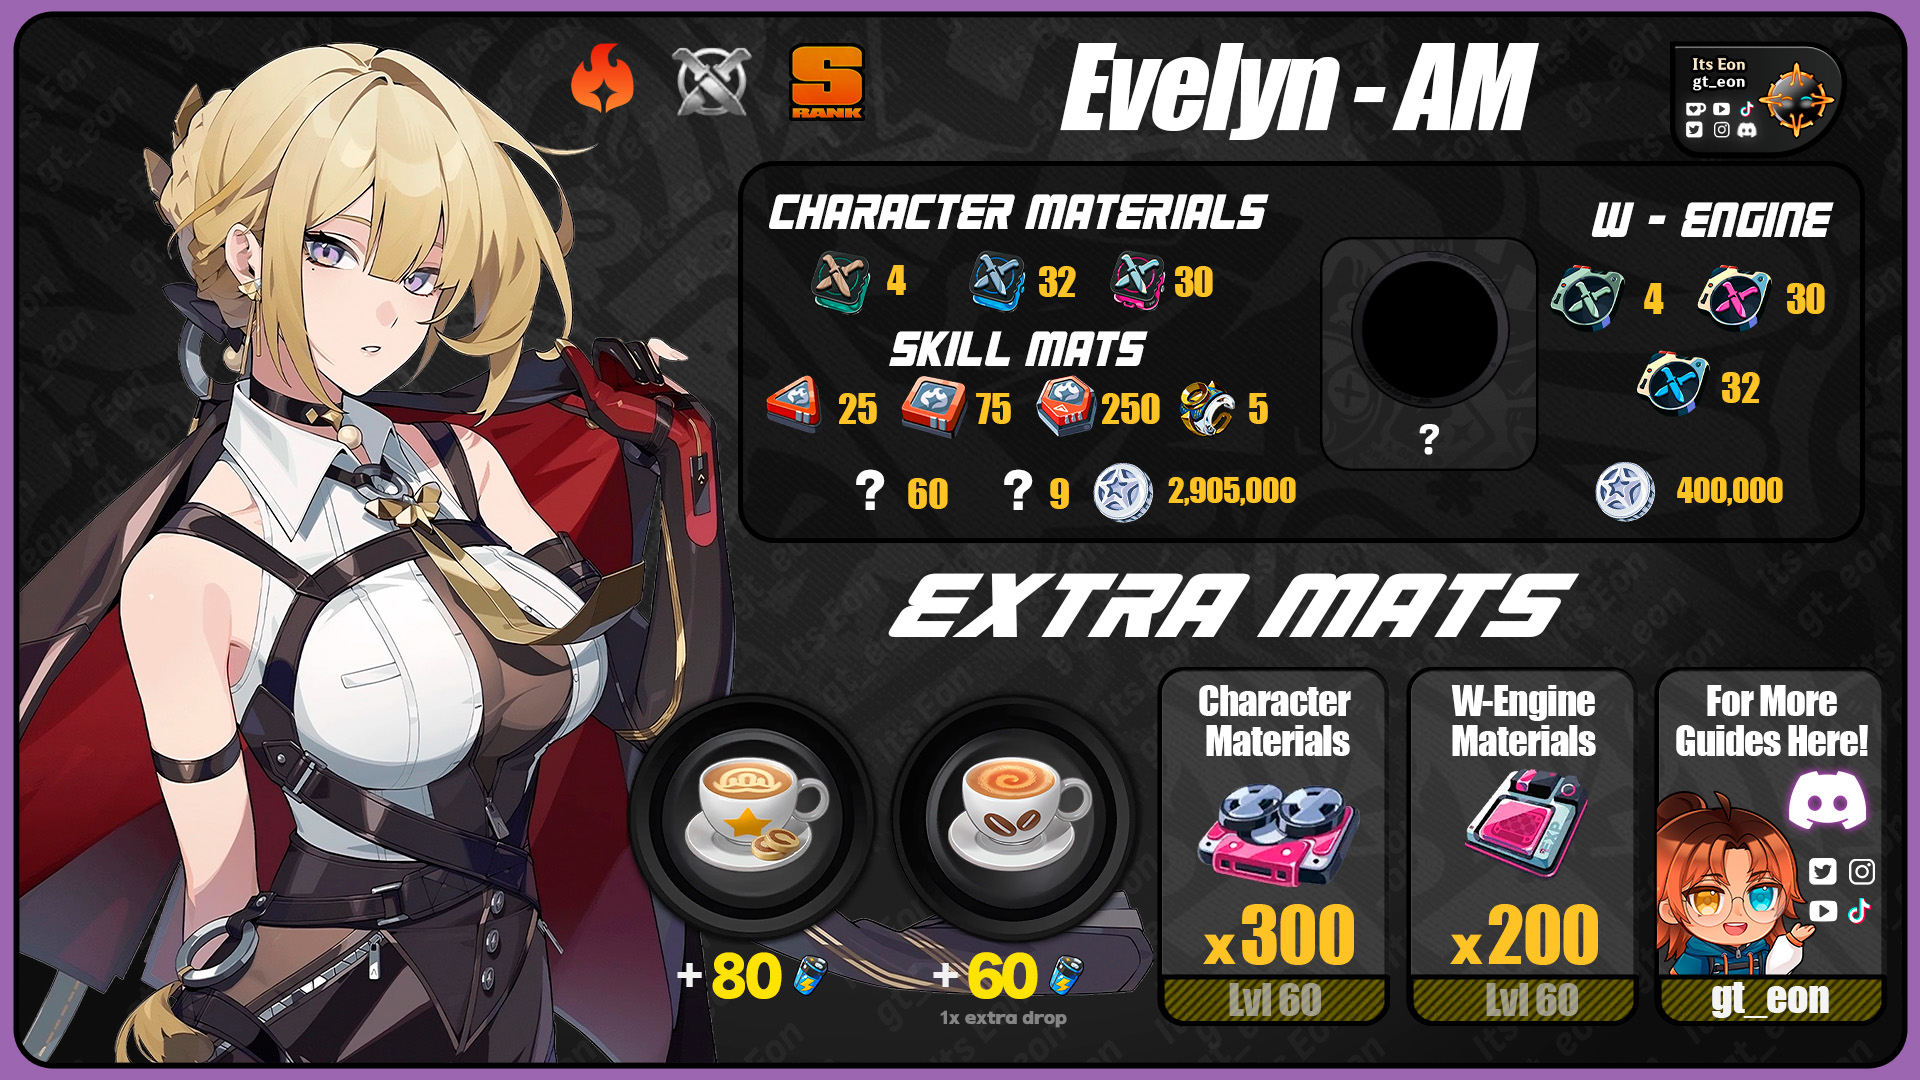 S
RANK
Evelyn - AM
Its Eon
gt_eon
CHARACTER MATERIALS
4 32 30
SKILL MATS
25 75 250 5
? 60 ? 9 2,905,000
?
W - ENGINE
4 30
32
400,000
EXTRA MATS
+80
+60
1x extra drop
Character
Materials
x300
Lvl 60
W-Engine
Materials
EXP
x200
Lvl 60
For More
Guides Here!
gt_eon